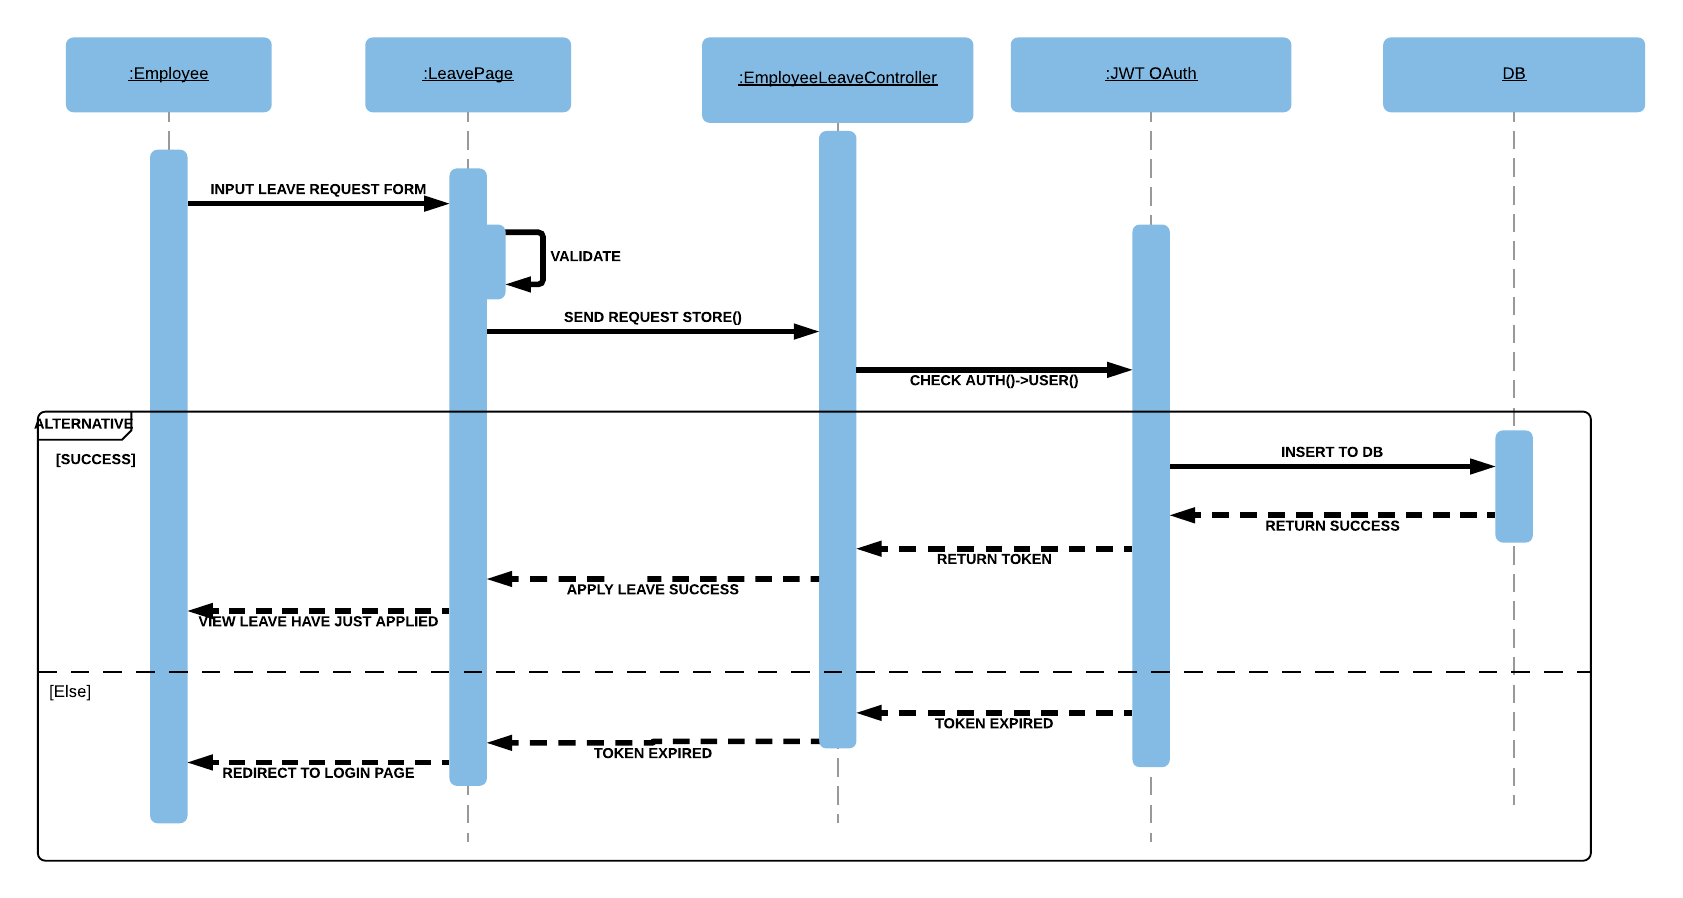 :Employee
:LeavePage
:EmployeeLeaveController
:JWT OAuth
DB
INPUT LEAVE REQUEST FORM
VALIDATE
SEND REQUEST STORE()
CHECK AUTH()->USER()
ALTERNATIVE
[SUCCESS]
INSERT TO DB
RETURN SUCCESS
RETURN TOKEN
APPLY LEAVE SUCCESS
VIEW LEAVE HAVE JUST APPLIED
[Else]
TOKEN EXPIRED
TOKEN EXPIRED
REDIRECT TO LOGIN PAGE